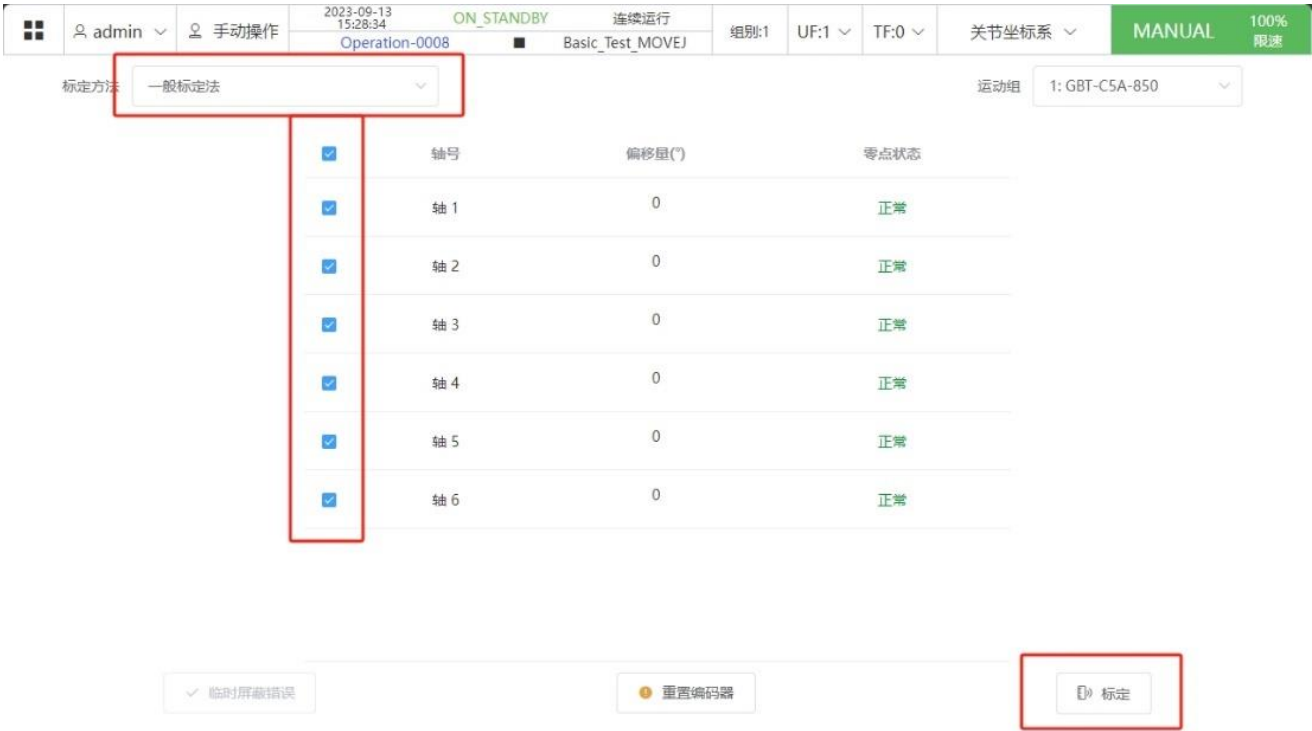 admin 手动操作 2023-09-13 15:28:34 ON_STANDBY 连续运行 组别:1 UF:1 TF:0 关节坐标系 MANUAL 100% 限速
Operation-0008 Basic_Test_MOVEJ
标定方法 一般标定法 运动组 1: GBT-C5A-850
轴号 偏移量(°) 零点状态
轴 1 0 正常
轴 2 0 正常
轴 3 0 正常
轴 4 0 正常
轴 5 0 正常
轴 6 0 正常
临时屏蔽错误 重置编码器 标定